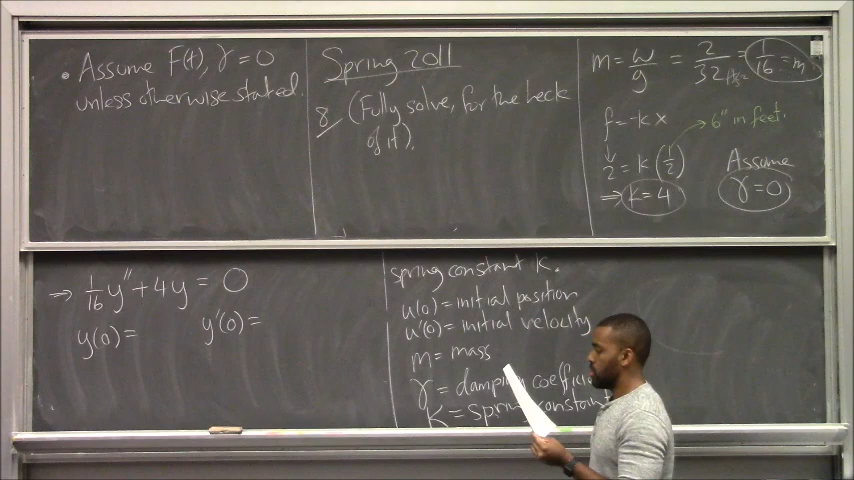 • Assume F(t), γ = 0
unless otherwise stated.
Spring 2011
8. (Fully solve, for the heck
of it).
m = w/g = 2/32 ft/s² = 1/16 = m
f = -kx
6" in feet.
2 = k(1/2)
⇒ k = 4
Assume
γ = 0
⇒ 1/16 y'' + 4y = 0
y(0) =    y'(0) =
spring constant k.
u(0) = initial position
u'(0) = initial velocity
m = mass
γ = damping
K = spring constant